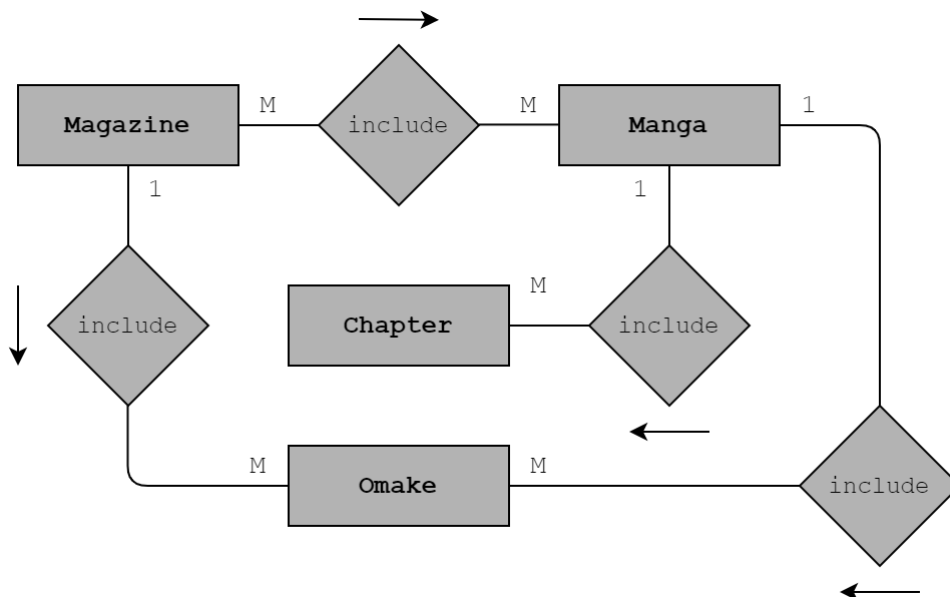 Magazine
M
include
M
Manga
1
1
1
include
Chapter
M
include
M
Omake
M
include